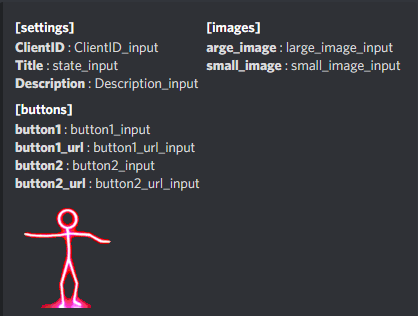 [settings]
ClientID : ClientID_input
Title : state_input
Description : Description_input
[images]
arge_image : large_image_input
small_image : small_image_input
[buttons]
button1 : button1_input
button1_url : button1_url_input
button2 : button2_input
button2_url : button2_url_input